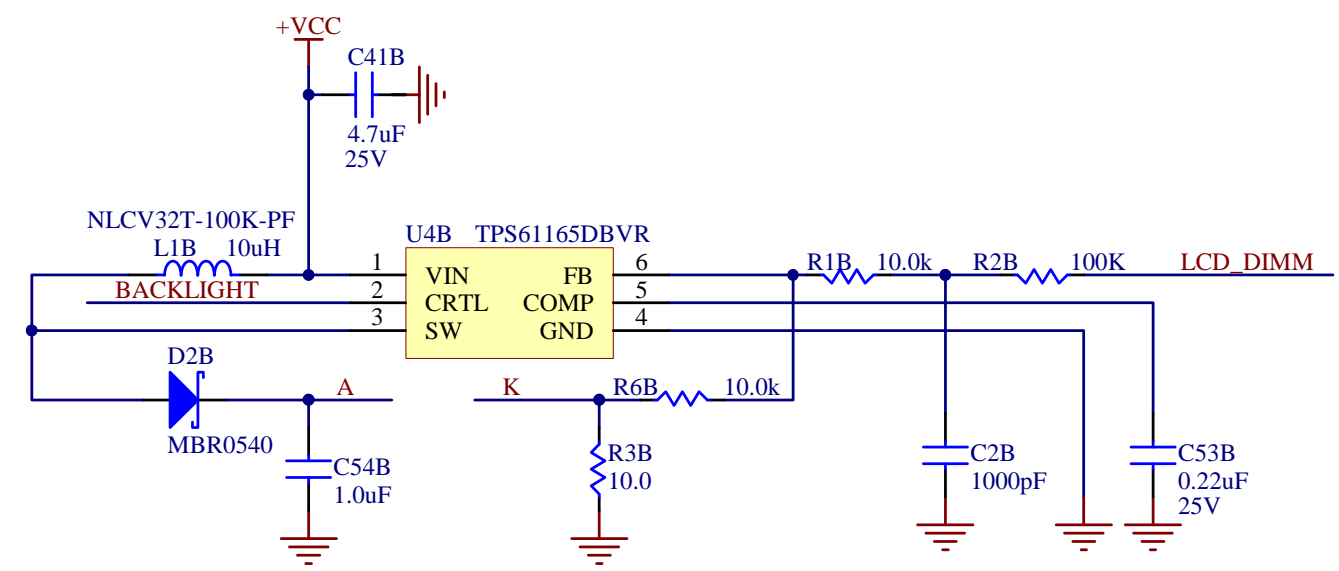 +VCC
C41B
4.7uF
25V
NLCV32T-100K-PF
L1B 10uH
U4B TPS61165DBVR
1 VIN FB 6
R1B 10.0k R2B 100K LCD_DIMM
BACKLIGHT 2 CRTL COMP 5
3 SW GND 4
D2B
A K R6B 10.0k
MBR0540
C54B
1.0uF
R3B
10.0
C2B
1000pF
C53B
0.22uF
25V